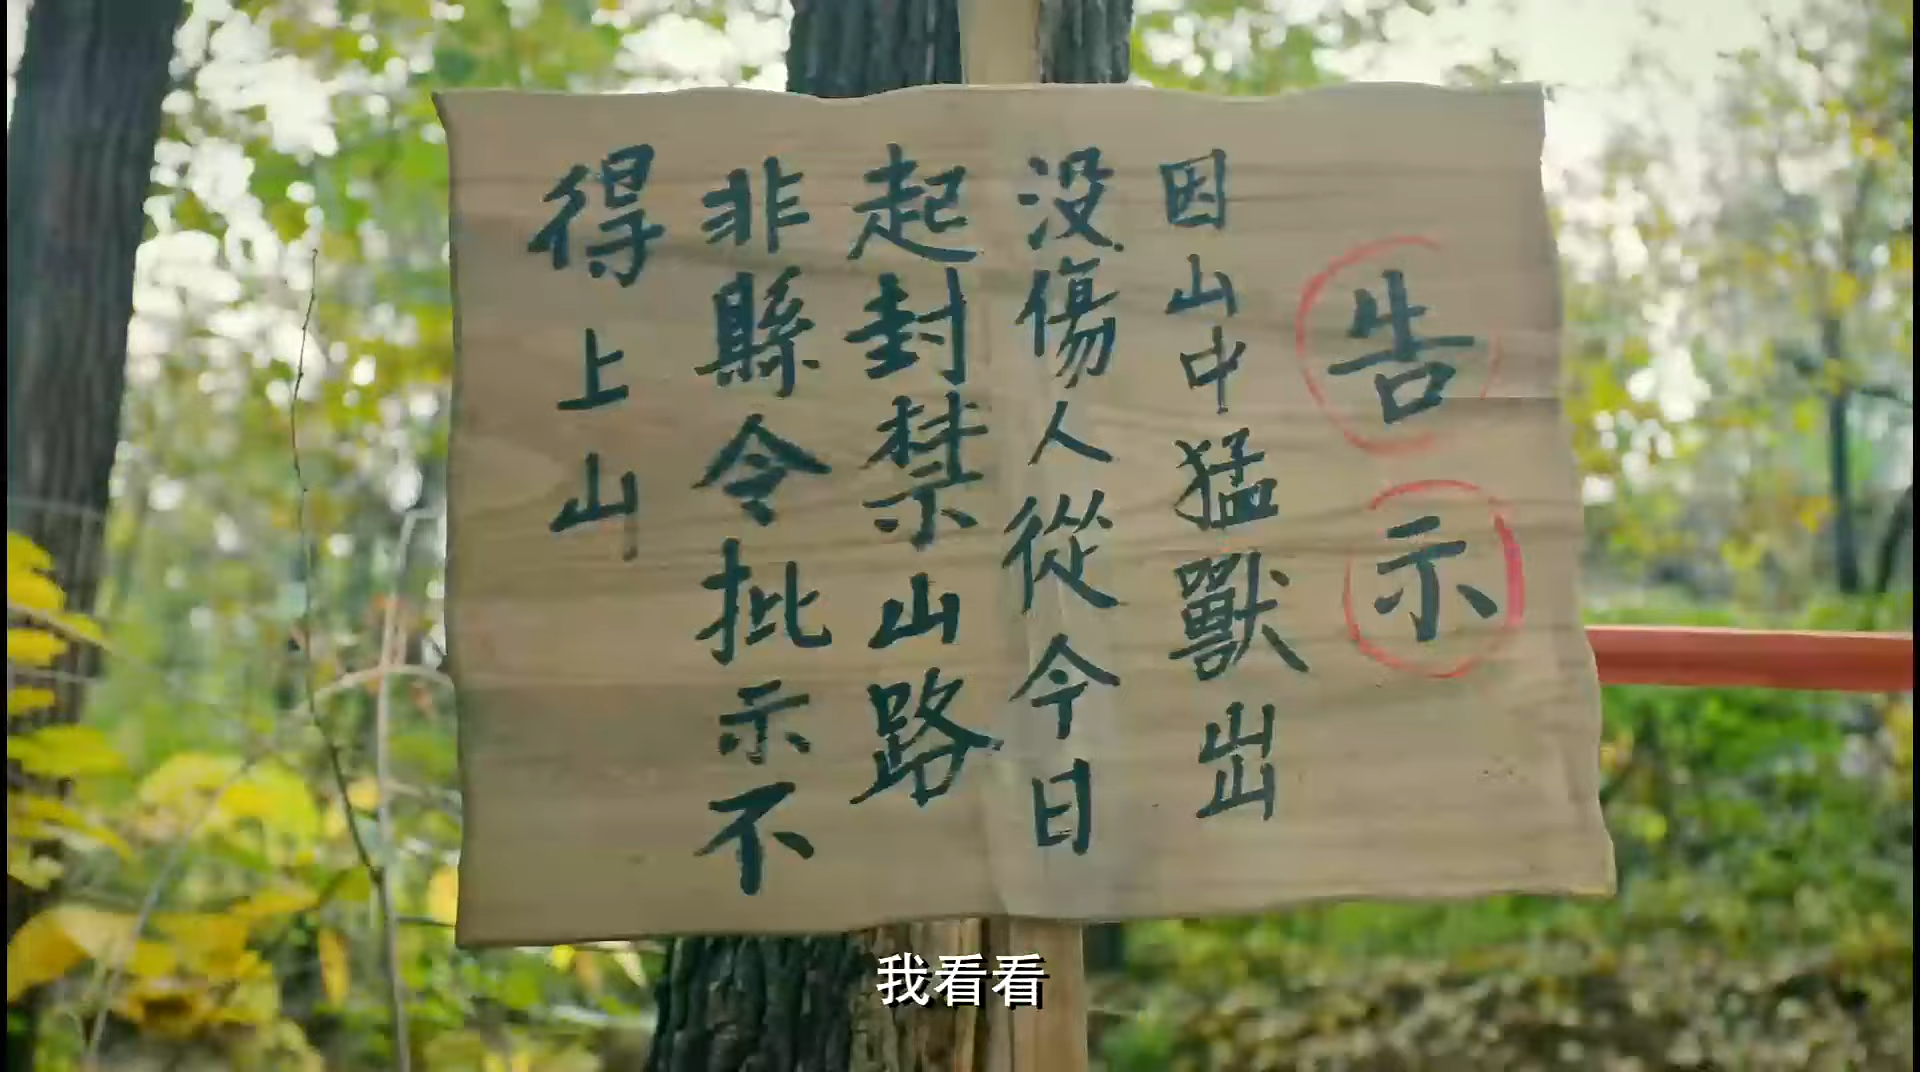 告示
因山中猛獸出
没傷人從今日
起封禁山路
非縣令批示不
得上山
我看看